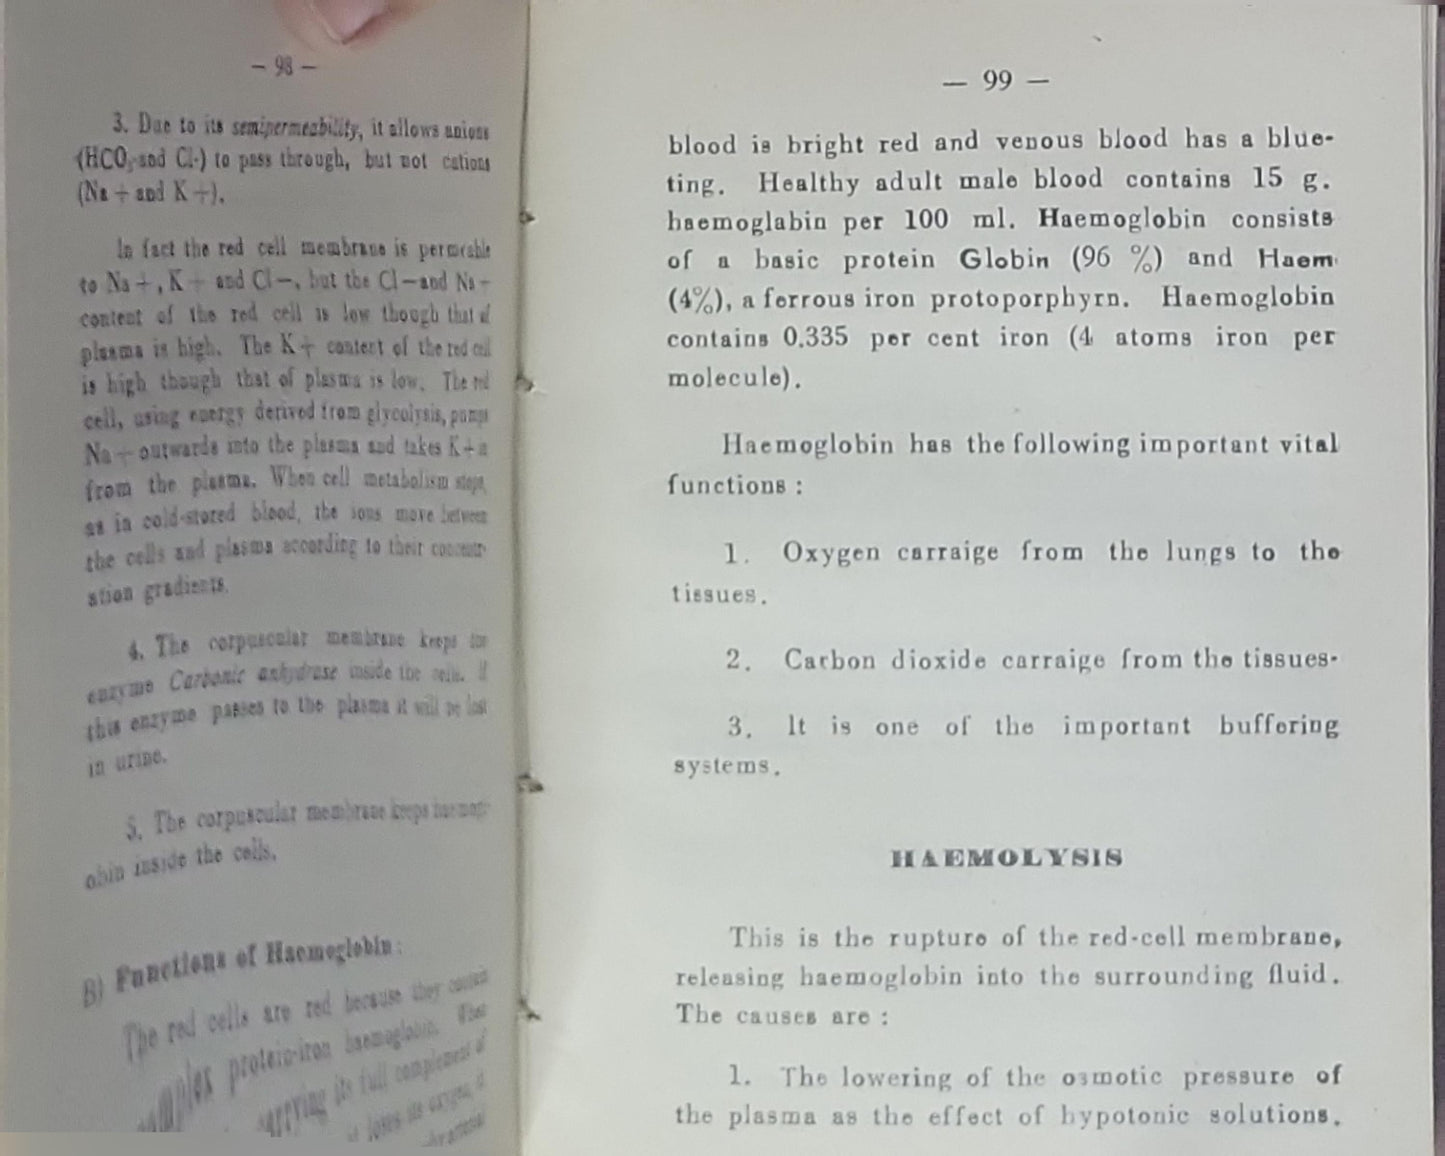 — 98 —
3. Due to its semipermeability, it allows anions
(HCO₃-and Cl-) to pass through, but not cations
(Na + and K +).
In fact the red cell membrane is permeable
to Na +, K + and Cl —, but the Cl — and Na -
content of the red cell is low though that of
plasma is high. The K + content of the red cell
is high though that of plasma is low. The red
cell, using energy derived from glycolysis, pumps
Na + outwards into the plasma and takes K +
from the plasma. When cell metabolism stops,
as in cold-stored blood, the ions move between
the cells and plasma according to their concentr-
ation gradients.
4. The corpuscular membrane keeps the
enzyme Carbonic anhydrase inside the cells. If
this enzyme passes to the plasma it will be lost
in urine.
5. The corpuscular membrane keeps haemogl-
obin inside the cells.
B) Functions of Haemoglobin:
The red cells are red because they contain
complex protein-iron haemoglobin. When
carrying its full complement of
it loses its oxygen, it
— 99 —
blood is bright red and venous blood has a blue-
ting. Healthy adult male blood contains 15 g.
haemoglabin per 100 ml. Haemoglobin consists
of a basic protein Globin (96 %) and Haem
(4%), a ferrous iron protoporphyrn. Haemoglobin
contains 0.335 per cent iron (4 atoms iron per
molecule).
Haemoglobin has the following important vital
functions :
1. Oxygen carraige from the lungs to the
tissues.
2. Carbon dioxide carraige from the tissues-
3. It is one of the important buffering
systems.
HAEMOLYSIS
This is the rupture of the red-cell membrane,
releasing haemoglobin into the surrounding fluid.
The causes are :
1. The lowering of the osmotic pressure of
the plasma as the effect of hypotonic solutions.